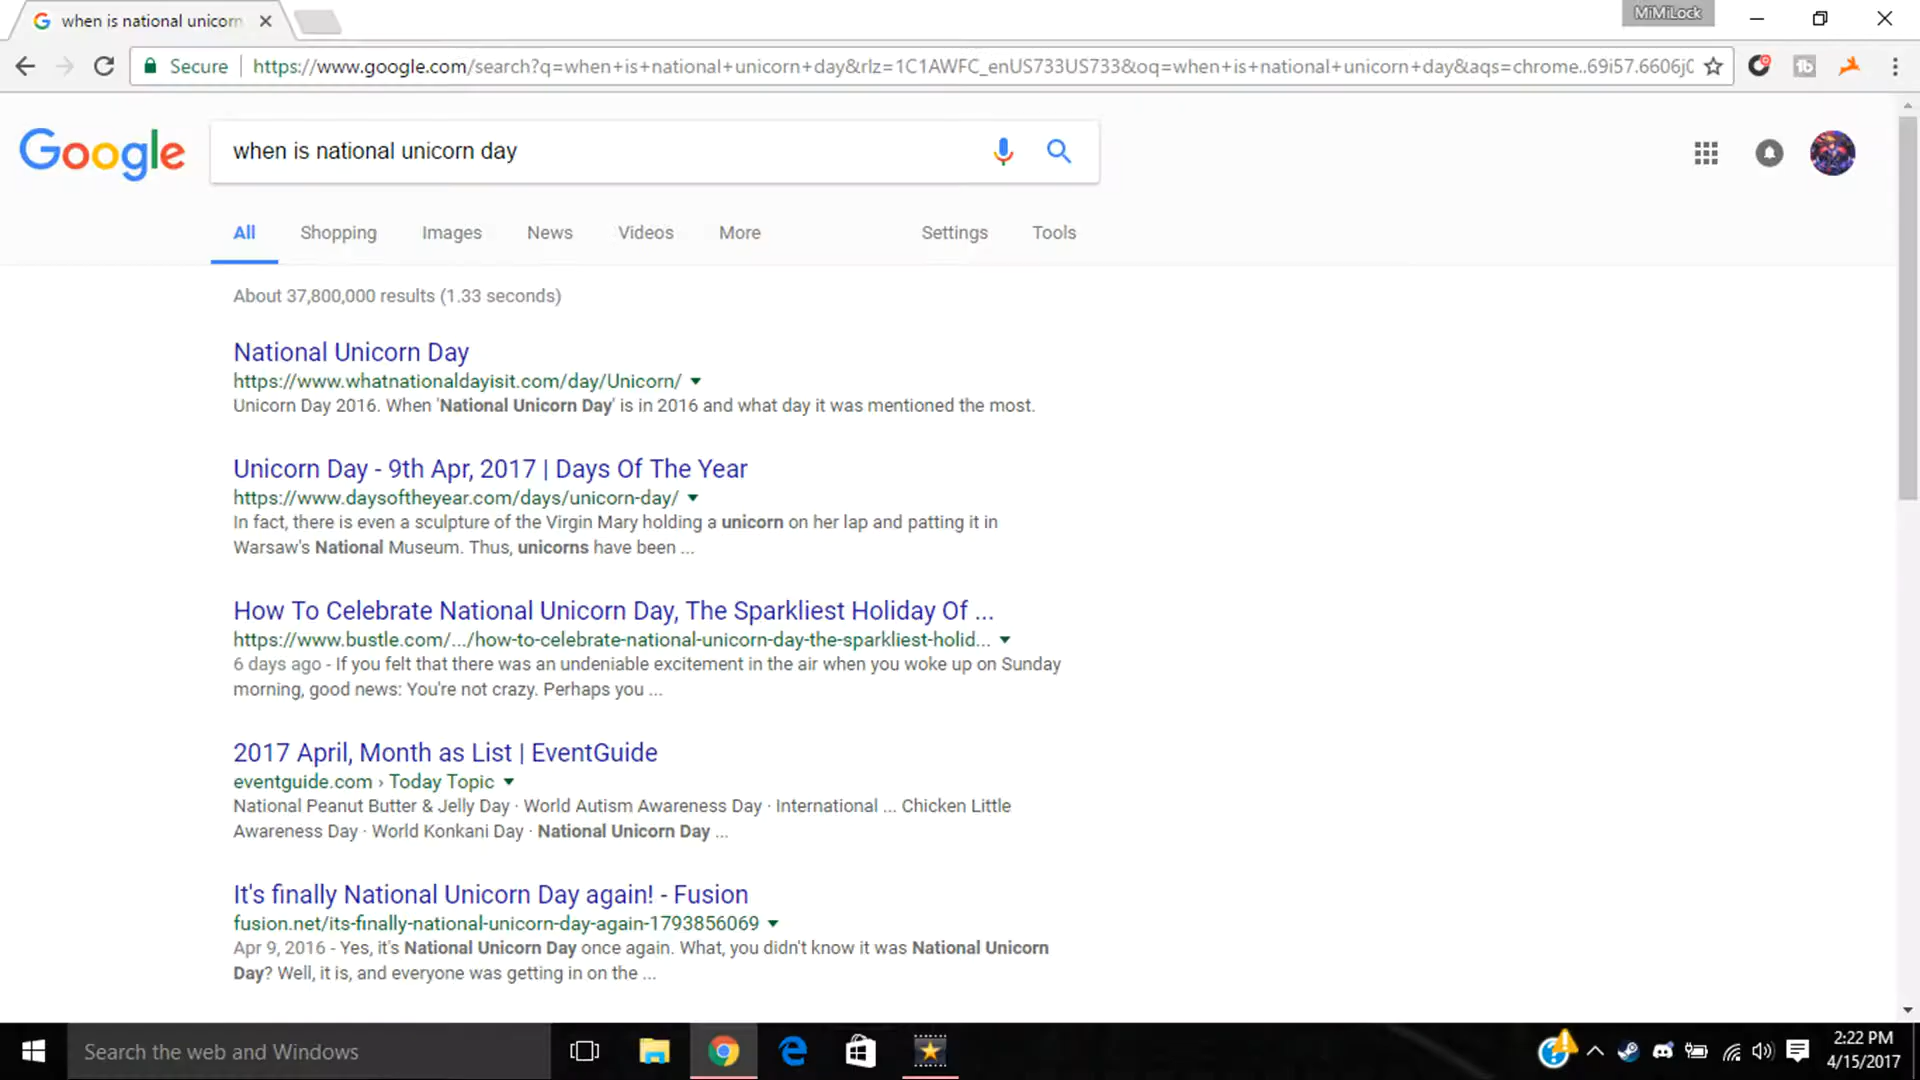 when is national unicorn
MiMiLock
Secure
https://www.google.com/search?q=when+is+national+unicorn+day&rlz=1C1AWFC_enUS733US733&oq=when+is+national+unicorn+day&aqs=chrome..69i57.6606j0
Google
when is national unicorn day
All Shopping Images News Videos More Settings Tools
About 37,800,000 results (1.33 seconds)
National Unicorn Day
https://www.whatnationaldayisit.com/day/Unicorn/
Unicorn Day 2016. When 'National Unicorn Day' is in 2016 and what day it was mentioned the most.
Unicorn Day - 9th Apr, 2017 | Days Of The Year
https://www.daysoftheyear.com/days/unicorn-day/
In fact, there is even a sculpture of the Virgin Mary holding a unicorn on her lap and patting it in
Warsaw's National Museum. Thus, unicorns have been ...
How To Celebrate National Unicorn Day, The Sparkliest Holiday Of ...
https://www.bustle.com/.../how-to-celebrate-national-unicorn-day-the-sparkliest-holid...
6 days ago - If you felt that there was an undeniable excitement in the air when you woke up on Sunday
morning, good news: You're not crazy. Perhaps you ...
2017 April, Month as List | EventGuide
eventguide.com › Today Topic
National Peanut Butter & Jelly Day · World Autism Awareness Day · International ... Chicken Little
Awareness Day · World Konkani Day · National Unicorn Day ...
It's finally National Unicorn Day again! - Fusion
fusion.net/its-finally-national-unicorn-day-again-1793856069
Apr 9, 2016 - Yes, it's National Unicorn Day once again. What, you didn't know it was National Unicorn
Day? Well, it is, and everyone was getting in on the ...
Search the web and Windows
2:22 PM
4/15/2017